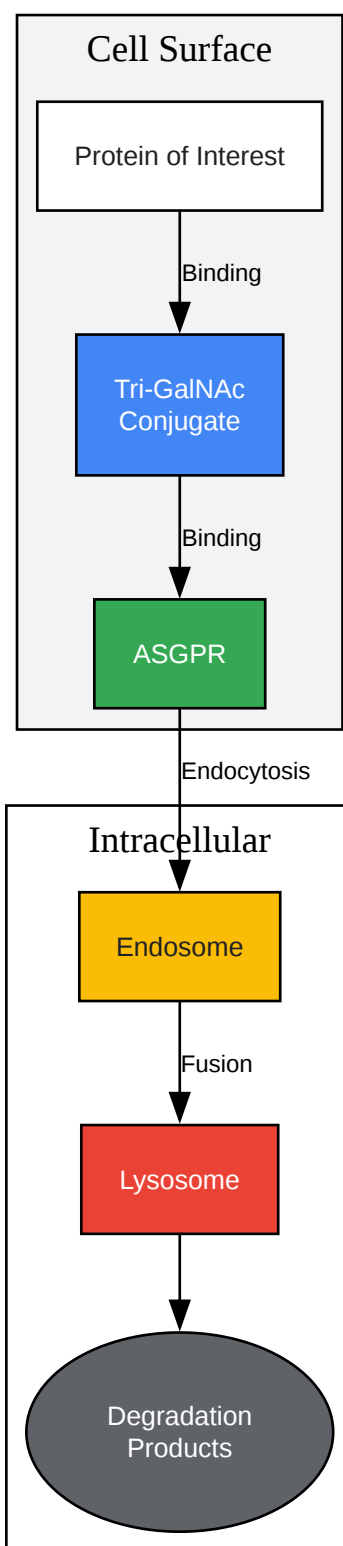 Cell Surface
Protein of Interest
Binding
Tri-GalNAc
Conjugate
Binding
ASGPR
Endocytosis
Intracellular
Endosome
Fusion
Lysosome
Degradation
Products